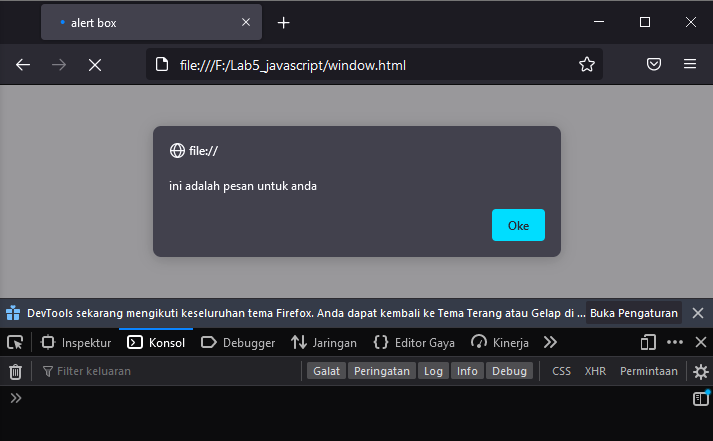 alert box
file:///F:/Lab5_javascript/window.html
file://
ini adalah pesan untuk anda
Oke
DevTools sekarang mengikuti keseluruhan tema Firefox. Anda dapat kembali ke Tema Terang atau Gelap di ... Buka Pengaturan
Inspektur Konsol Debugger Jaringan {} Editor Gaya Kinerja
Filter keluaran Galat Peringatan Log Info Debug CSS XHR Permintaan